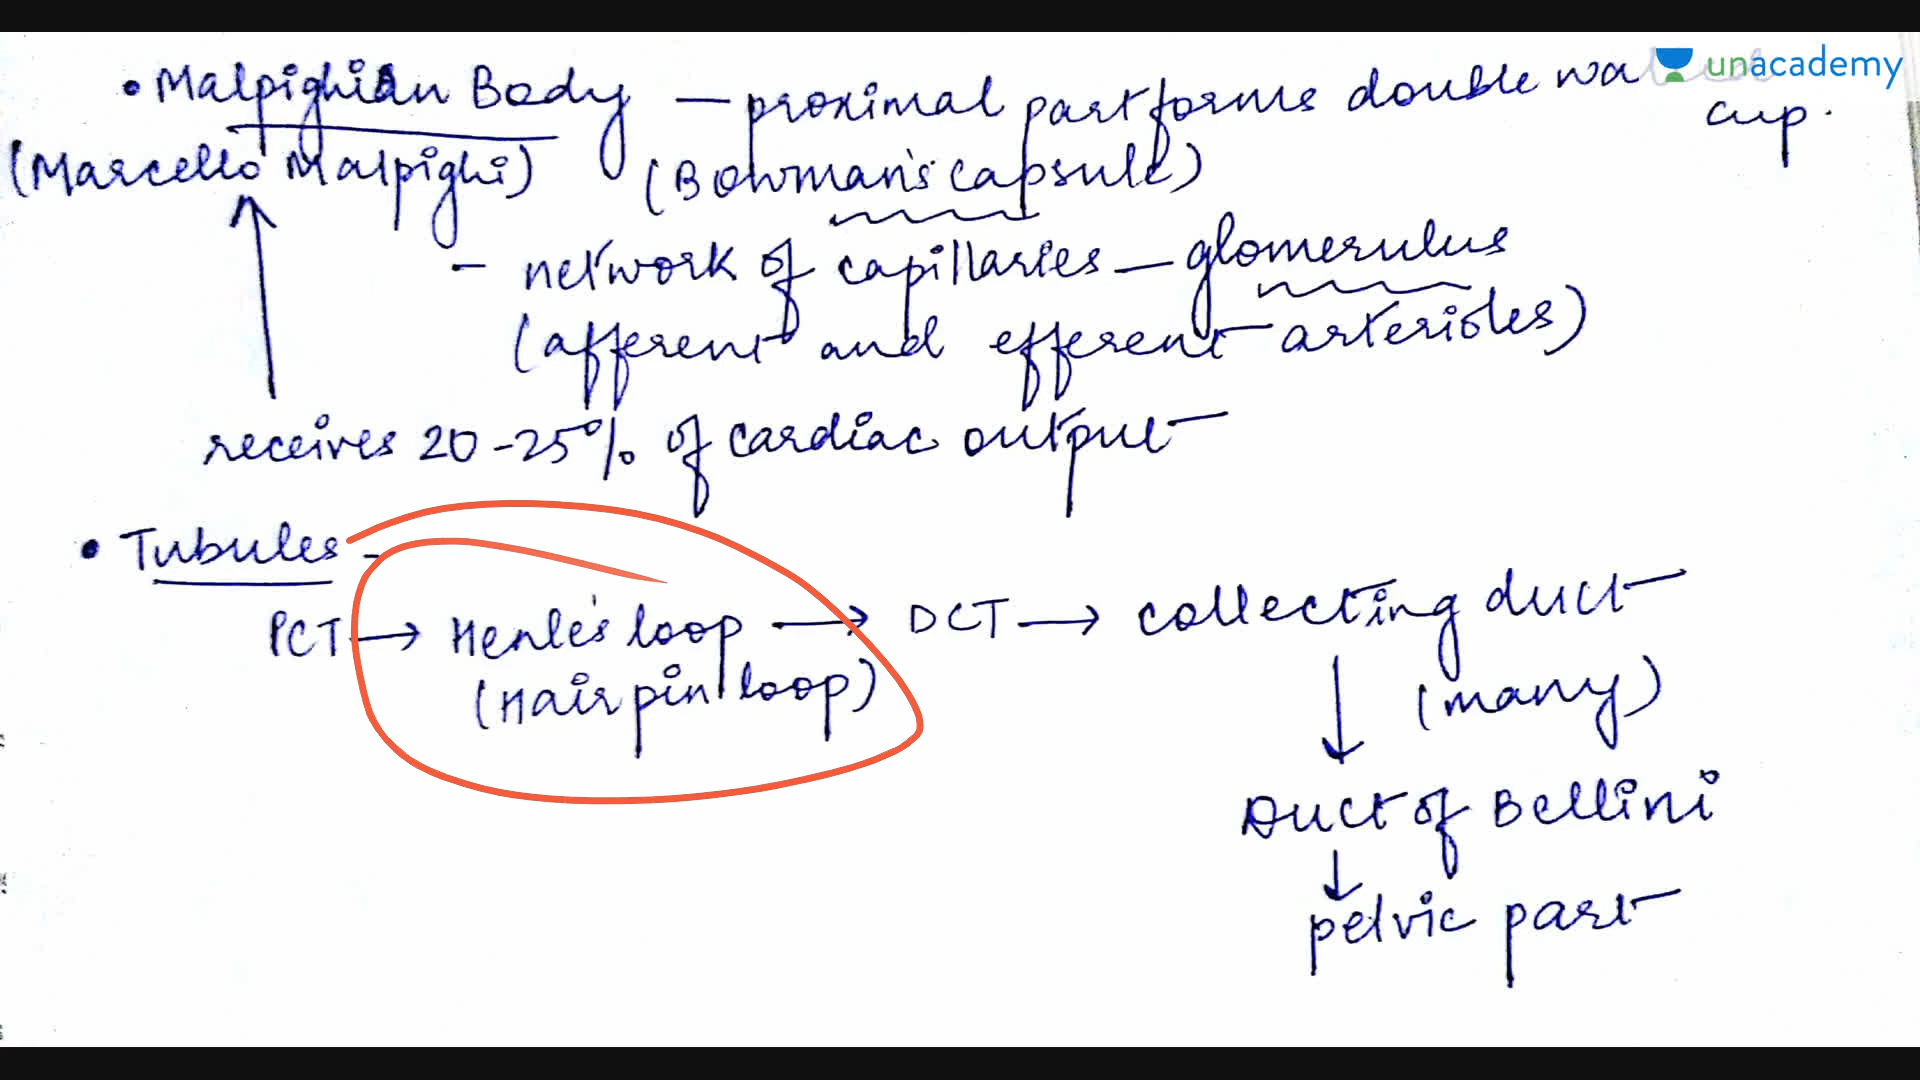 unacademy
• Malpighian Body — proximal part forms double wa
cup.
(Marcello Malpighi) (Bowman's capsule)
- network of capillaries — glomerulus
(afferent and efferent arterioles)
receives 20-25% of cardiac output
• Tubules -
PCT → Henle's loop → DCT → collecting duct
(Hair pin loop) (many)
Duct of Bellini
pelvic part